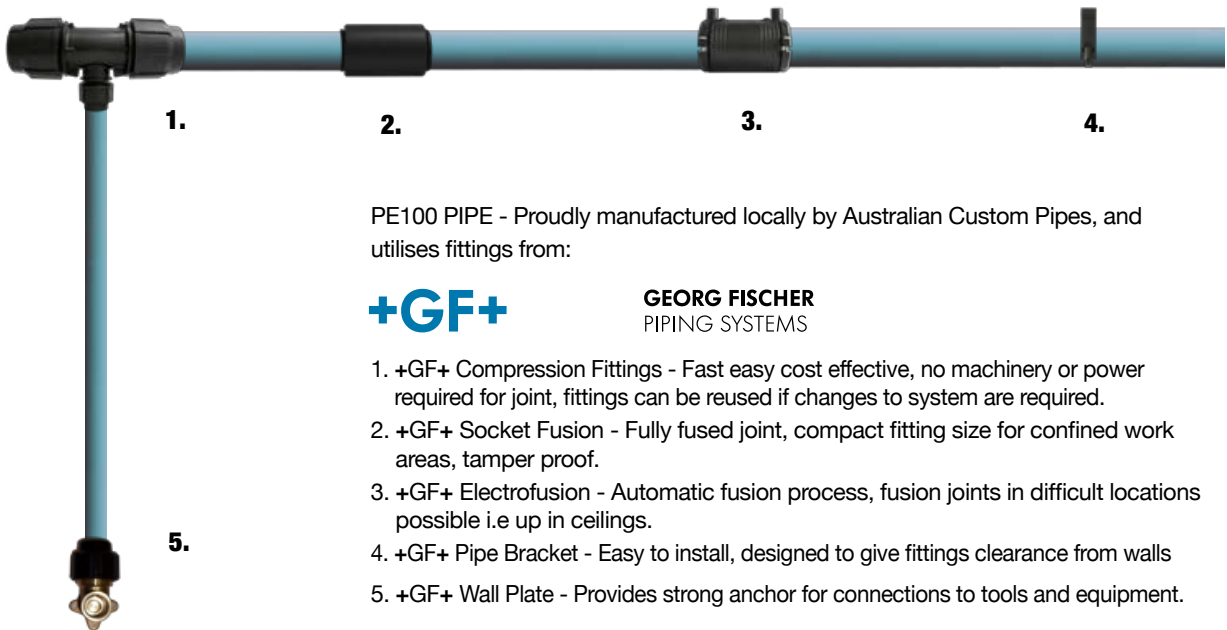 1.
2.
3.
4.
PE100 PIPE - Proudly manufactured locally by Australian Custom Pipes, and
utilises fittings from:
+GF+
GEORG FISCHER
PIPING SYSTEMS
1. +GF+ Compression Fittings - Fast easy cost effective, no machinery or power
required for joint, fittings can be reused if changes to system are required.
2. +GF+ Socket Fusion - Fully fused joint, compact fitting size for confined work
areas, tamper proof.
3. +GF+ Electrofusion - Automatic fusion process, fusion joints in difficult locations
possible i.e up in ceilings.
5.
4. +GF+ Pipe Bracket - Easy to install, designed to give fittings clearance from walls
5. +GF+ Wall Plate - Provides strong anchor for connections to tools and equipment.